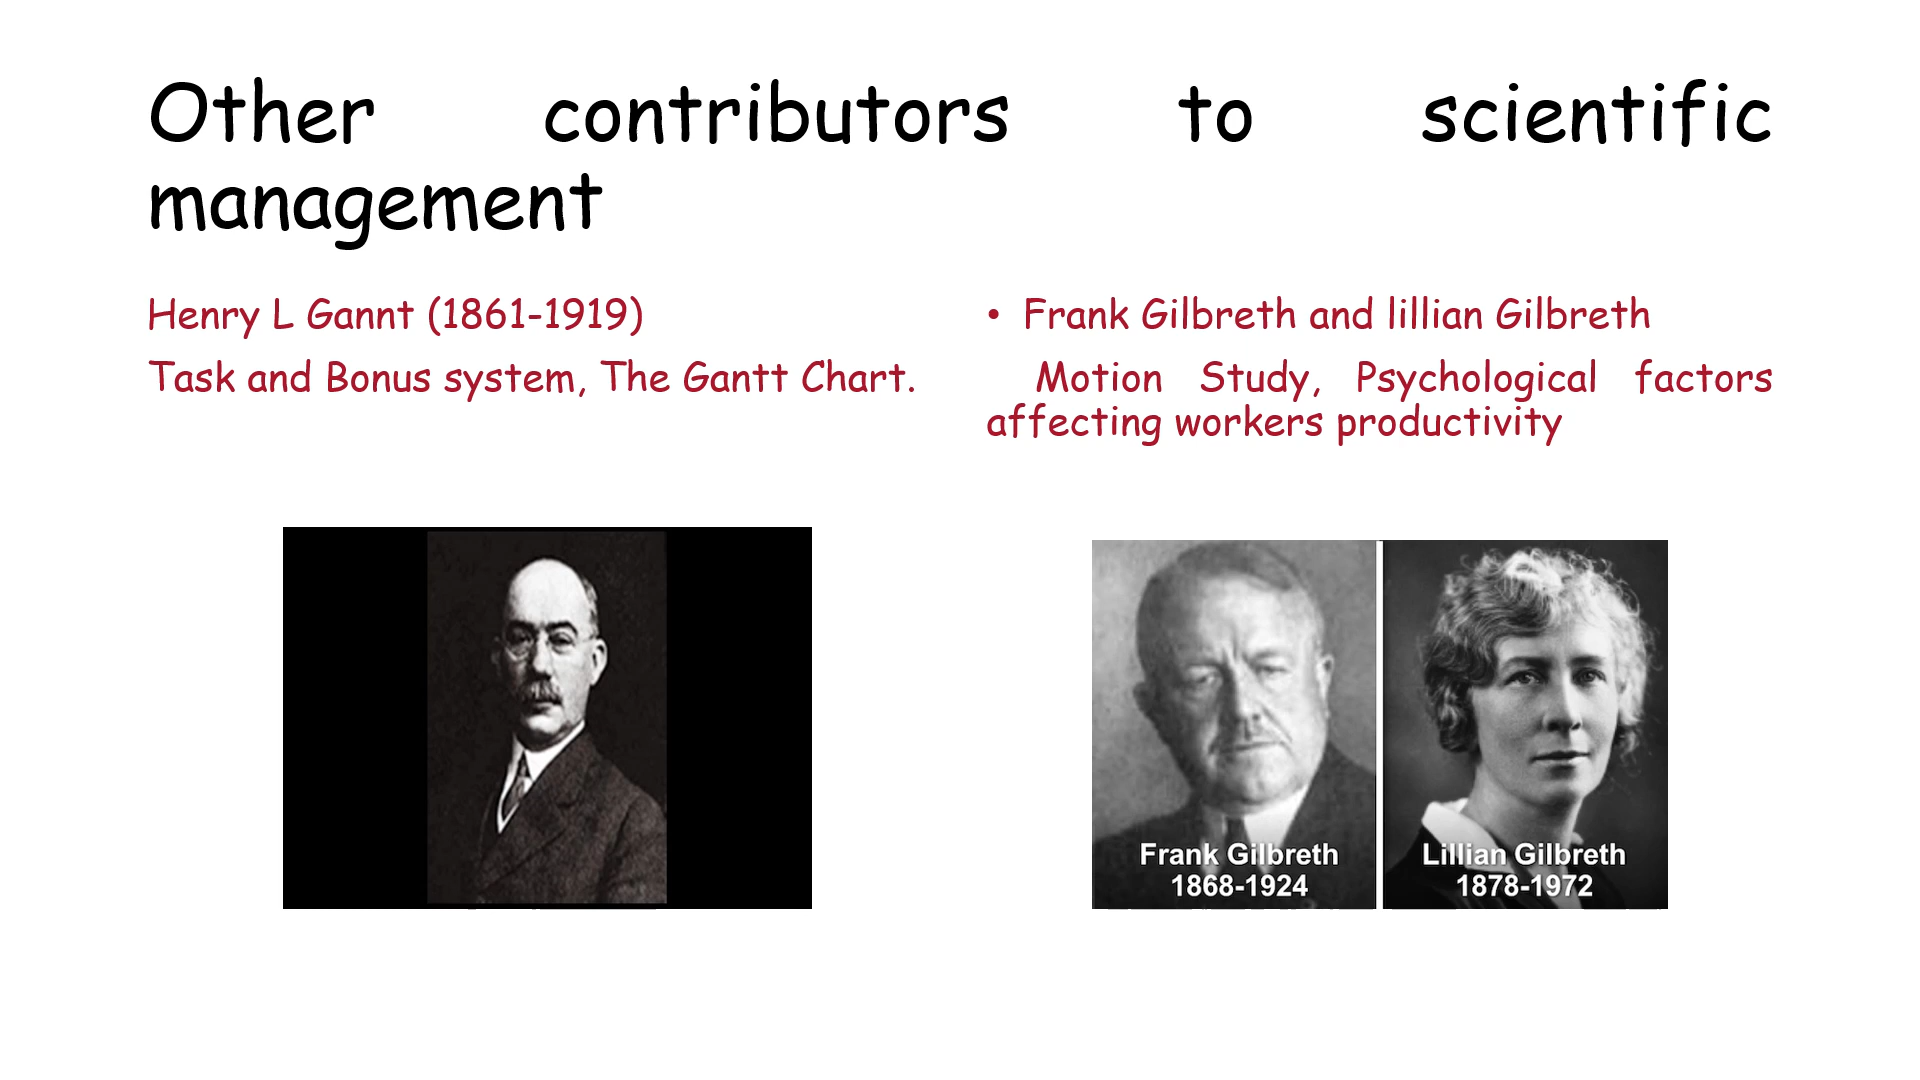 Other contributors to scientific
management
Henry L Gannt (1861-1919)
Task and Bonus system, The Gantt Chart.
• Frank Gilbreth and lillian Gilbreth
Motion Study, Psychological factors
affecting workers productivity
Frank Gilbreth
1868-1924
Lillian Gilbreth
1878-1972